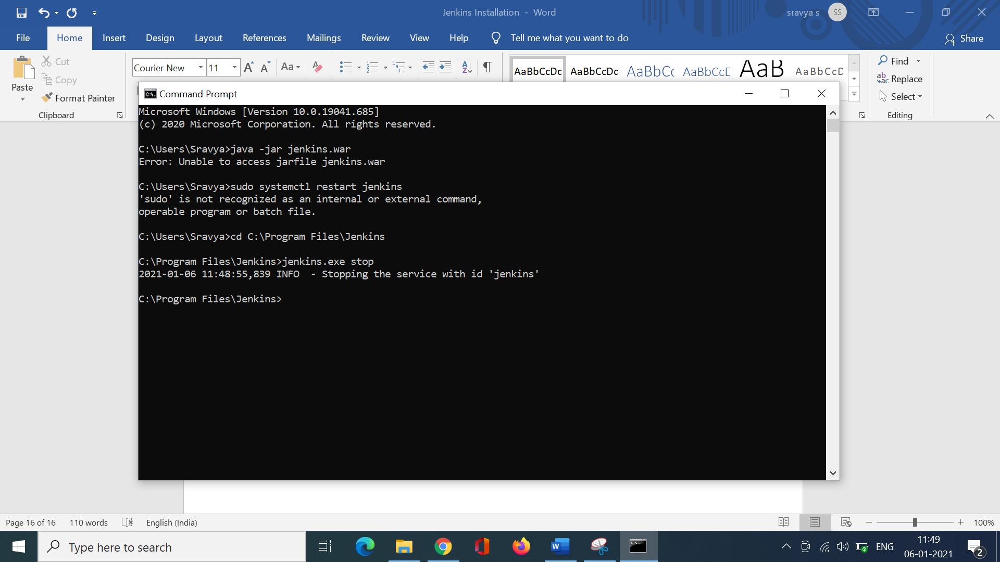 Jenkins Installation - Word
sravya s
SS
File
Home
Insert
Design
Layout
References
Mailings
Review
View
Help
Tell me what you want to do
Share
Paste
Cut
Copy
Format Painter
Clipboard
Courier New
11
Aa
AaBbCcDc
AaBbCcDc
AaBbCc
AaBbCcD
AaB
AaBbCcD
Find
Replace
Select
Editing
Command Prompt
Microsoft Windows [Version 10.0.19041.685]
(c) 2020 Microsoft Corporation. All rights reserved.
C:\Users\Sravya>java -jar jenkins.war
Error: Unable to access jarfile jenkins.war
C:\Users\Sravya>sudo systemctl restart jenkins
'sudo' is not recognized as an internal or external command,
operable program or batch file.
C:\Users\Sravya>cd C:\Program Files\Jenkins
C:\Program Files\Jenkins>jenkins.exe stop
2021-01-06 11:48:55,839 INFO  - Stopping the service with id 'jenkins'
C:\Program Files\Jenkins>
Page 16 of 16
110 words
English (India)
100%
Type here to search
ENG
11:49
06-01-2021
2